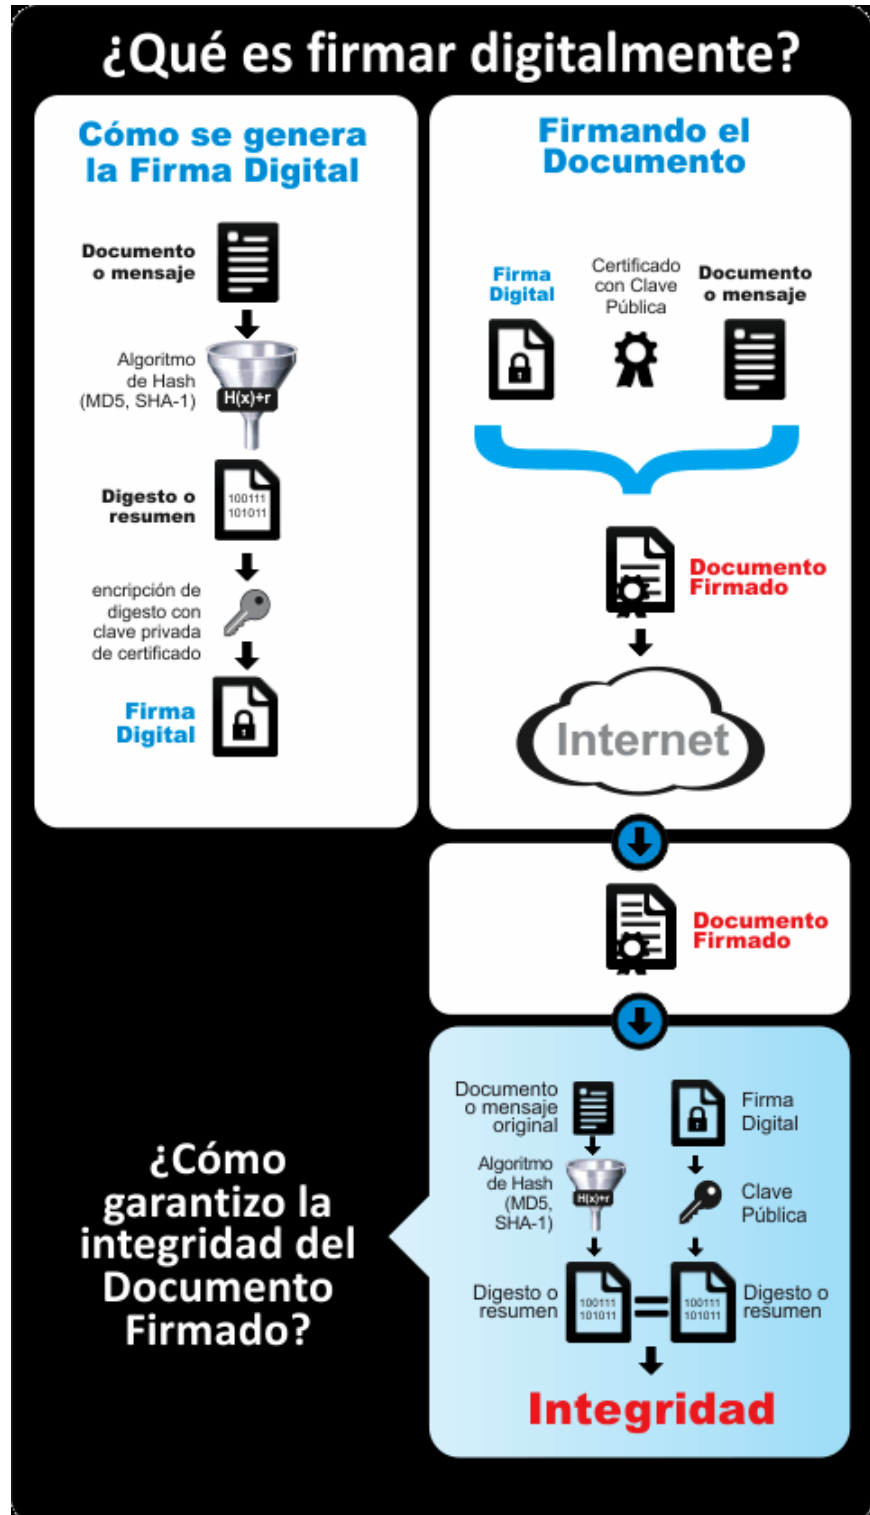 ¿Qué es firmar digitalmente?
Cómo se genera
la Firma Digital
Documento
o mensaje
Algoritmo
de Hash
(MD5, SHA-1)
H(x)+r
Digesto o
resumen
100111
101011
encripción de
digesto con
clave privada
de certificado
Firma
Digital
Firmando el
Documento
Firma
Digital
Certificado
con Clave
Pública
Documento
o mensaje
Documento
Firmado
Internet
Documento
Firmado
¿Cómo
garantizo la
integridad del
Documento
Firmado?
Documento
o mensaje
original
Algoritmo
de Hash
(MD5,
SHA-1)
H(x)+r
Digesto o
resumen
100111
101011
=
Firma
Digital
Clave
Pública
100111
101011
Digesto o
resumen
Integridad